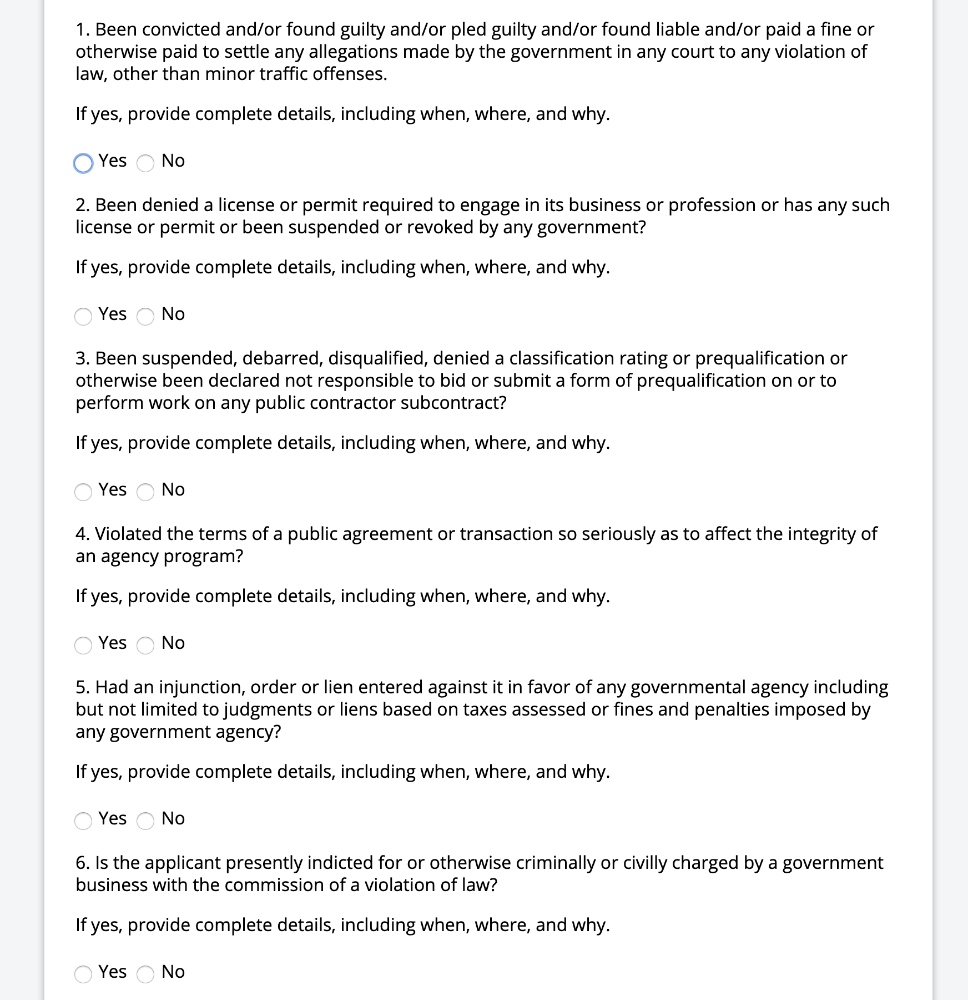 1. Been convicted and/or found guilty and/or pled guilty and/or found liable and/or paid a fine or
otherwise paid to settle any allegations made by the government in any court to any violation of
law, other than minor traffic offenses.
If yes, provide complete details, including when, where, and why.
Yes No
2. Been denied a license or permit required to engage in its business or profession or has any such
license or permit or been suspended or revoked by any government?
If yes, provide complete details, including when, where, and why.
Yes No
3. Been suspended, debarred, disqualified, denied a classification rating or prequalification or
otherwise been declared not responsible to bid or submit a form of prequalification on or to
perform work on any public contractor subcontract?
If yes, provide complete details, including when, where, and why.
Yes No
4. Violated the terms of a public agreement or transaction so seriously as to affect the integrity of
an agency program?
If yes, provide complete details, including when, where, and why.
Yes No
5. Had an injunction, order or lien entered against it in favor of any governmental agency including
but not limited to judgments or liens based on taxes assessed or fines and penalties imposed by
any government agency?
If yes, provide complete details, including when, where, and why.
Yes No
6. Is the applicant presently indicted for or otherwise criminally or civilly charged by a government
business with the commission of a violation of law?
If yes, provide complete details, including when, where, and why.
Yes No